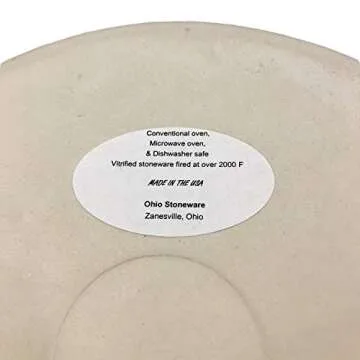 Conventional oven,
Microwave oven,
& Dishwasher safe
Vitrified stoneware fired at over 2000 F
MADE IN THE USA
Ohio Stoneware
Zanesville, Ohio